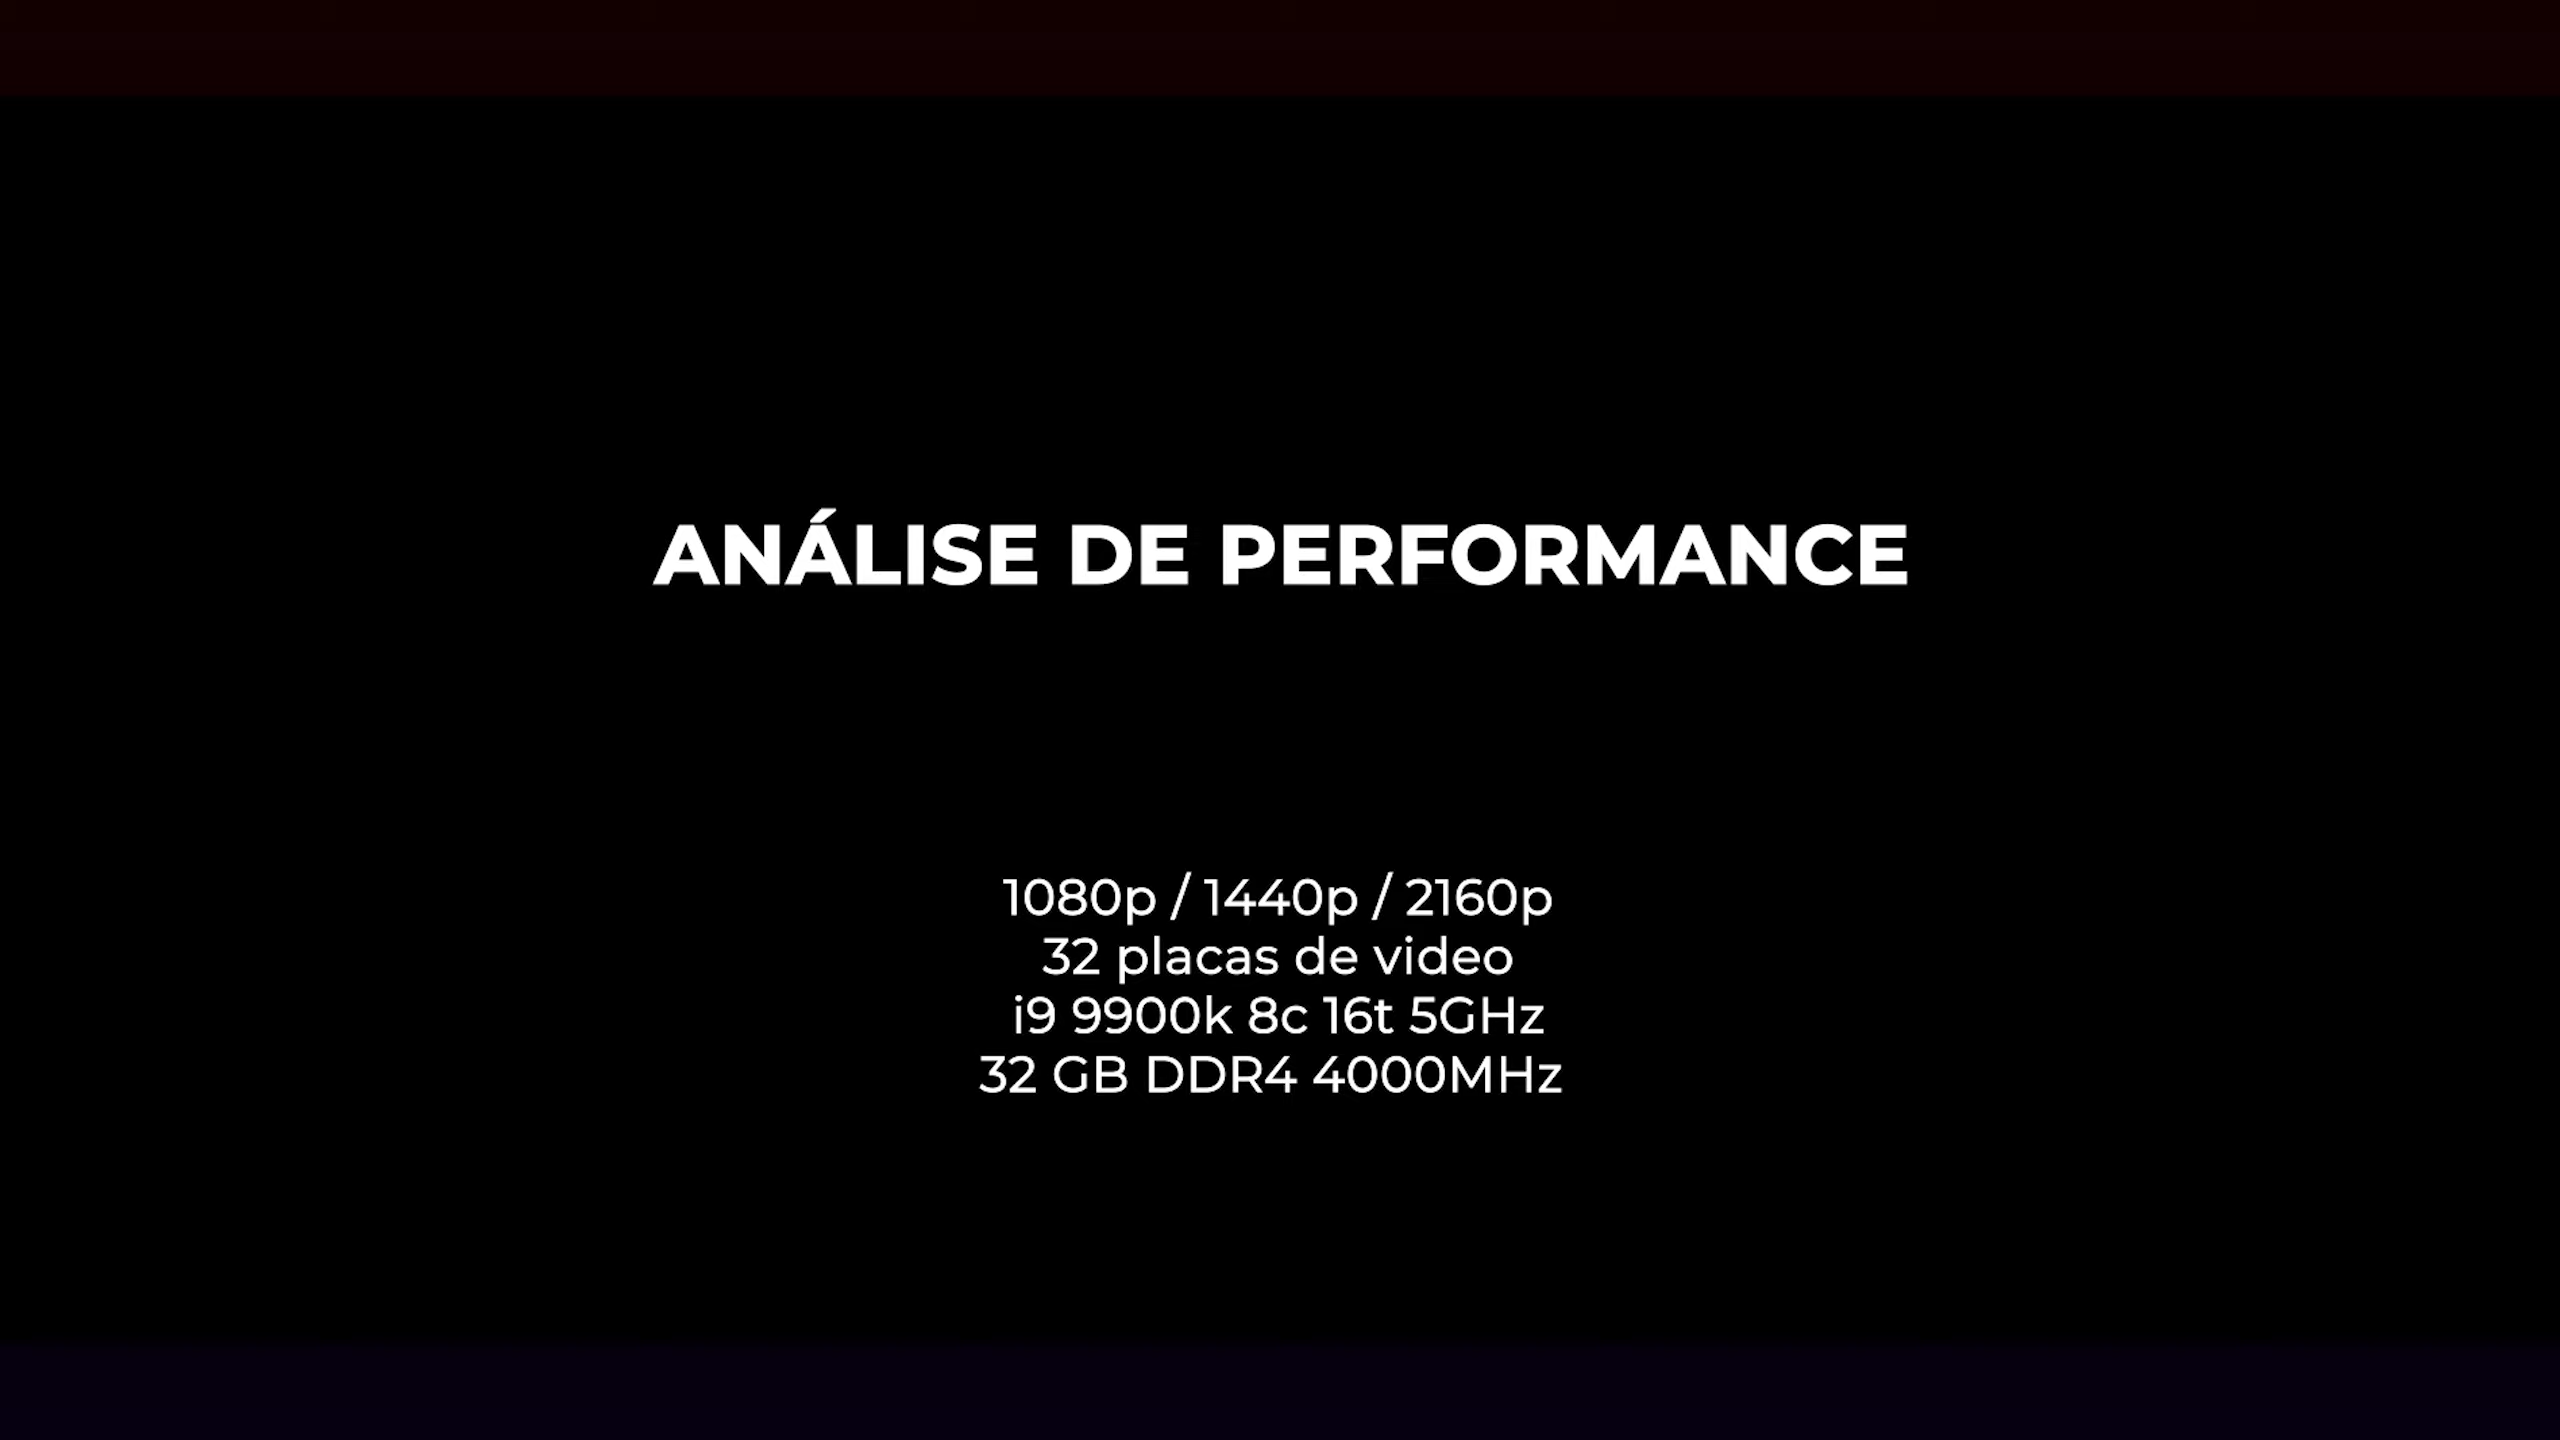 ANÁLISE DE PERFORMANCE
1080p / 1440p / 2160p
32 placas de video
i9 9900k 8c 16t 5GHz
32 GB DDR4 4000MHz